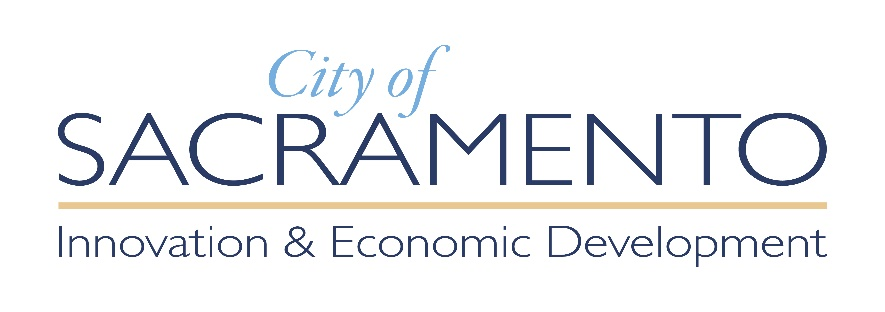 City of
SACRAMENTO
Innovation & Economic Development